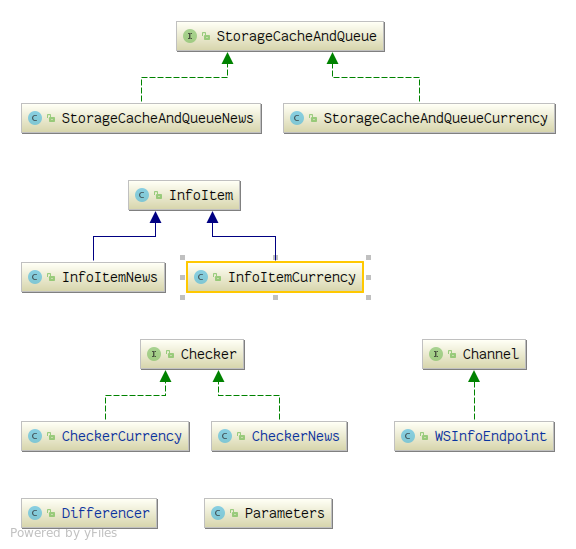 StorageCacheAndQueue
StorageCacheAndQueueNews
StorageCacheAndQueueCurrency
InfoItem
InfoItemNews
InfoItemCurrency
Checker
Channel
CheckerCurrency
CheckerNews
WSInfoEndpoint
Differencer
Parameters
Powered by yFiles